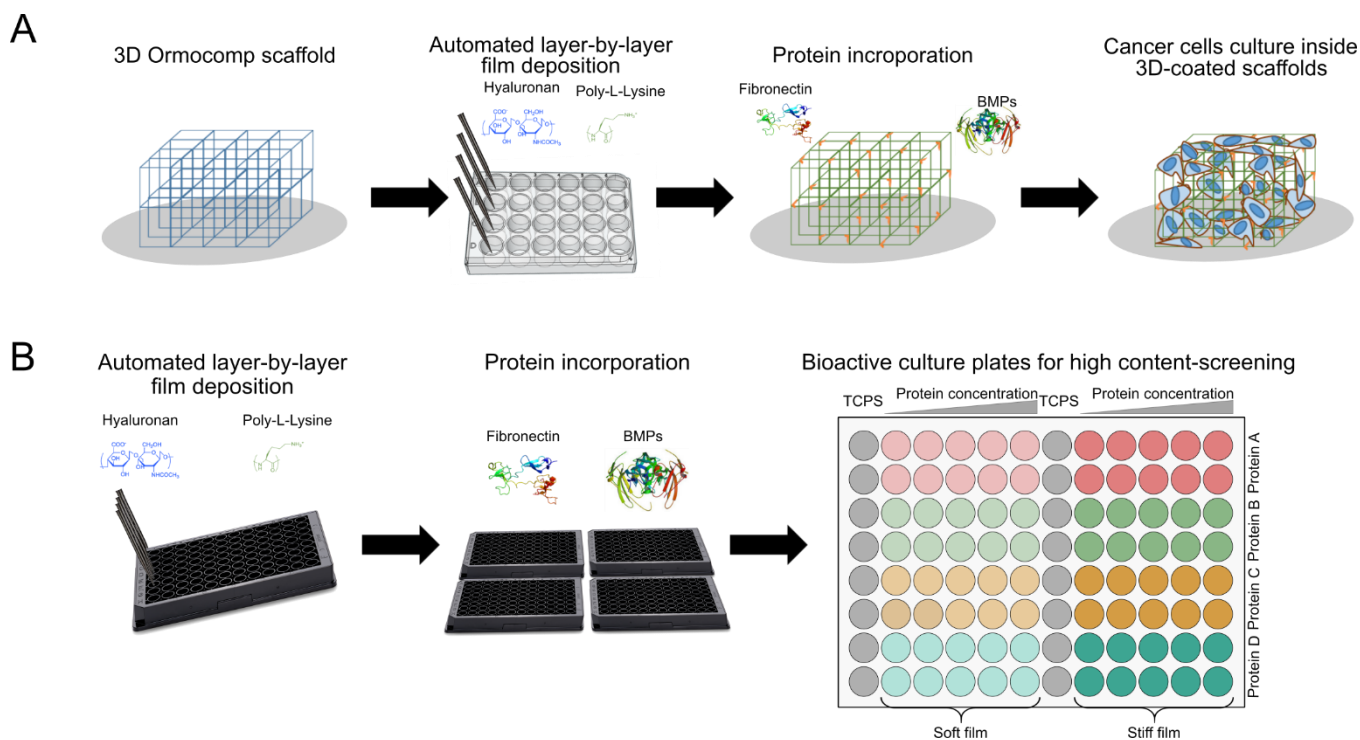 A
3D Ormocomp scaffold
Automated layer-by-layer
film deposition
Hyaluronan
Poly-L-Lysine
Protein incroporation
Fibronectin
BMPs
Cancer cells culture inside
3D-coated scaffolds
B
Automated layer-by-layer
film deposition
Hyaluronan
Poly-L-Lysine
Protein incorporation
Fibronectin
BMPs
Bioactive culture plates for high content-screening
TCPS
Protein concentration
TCPS
Protein concentration
Protein A
Protein B
Protein C
Protein D
Soft film
Stiff film